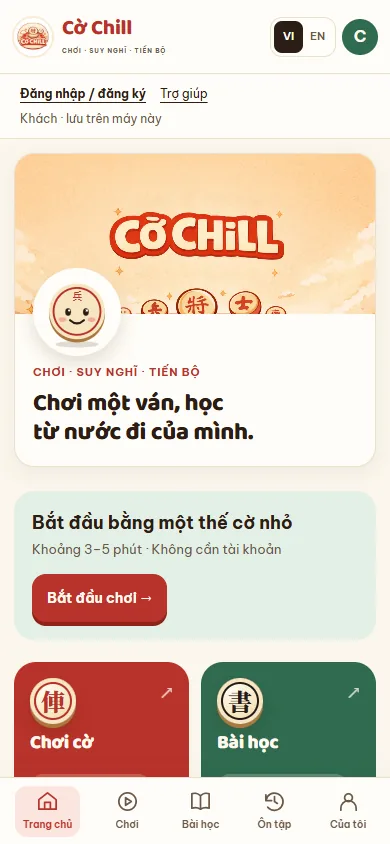 Cờ Chill
CHƠI · SUY NGHĨ · TIẾN BỘ
VI
EN
C
Đăng nhập / đăng ký
Trợ giúp
Khách · lưu trên máy này
CỜ CHiLL
兵
將
士
CHƠI · SUY NGHĨ · TIẾN BỘ
Chơi một ván, học
từ nước đi của mình.
Bắt đầu bằng một thế cờ nhỏ
Khoảng 3–5 phút · Không cần tài khoản
Bắt đầu chơi →
俥
↗
書
↗
Chơi cờ
Bài học
Trang chủ
Chơi
Bài học
Ôn tập
Của tôi